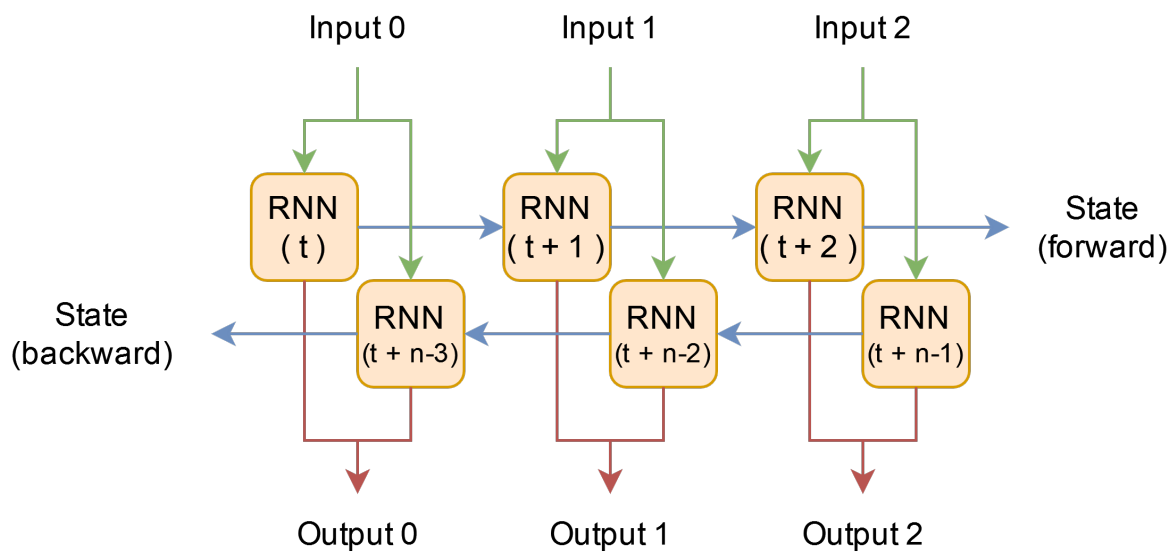 Input 0
Input 1
Input 2
RNN
( t )
RNN
( t + 1 )
RNN
( t + 2 )
State
(forward)
State
(backward)
RNN
(t + n-3)
RNN
(t + n-2)
RNN
(t + n-1)
Output 0
Output 1
Output 2